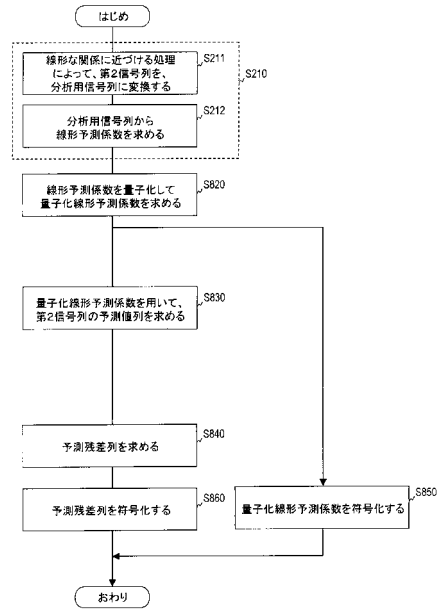 はじめ
線形な関係に近づける処理
によって、第2信号列を、
分析用信号列に変換する
S211
S210
分析用信号列から
線形予測係数を求める
S212
線形予測係数を量子化して
量子化線形予測係数を求める
S820
量子化線形予測係数を用いて、
第2信号列の予測値列を求める
S830
予測残差列を求める
S840
予測残差列を符号化する
S860
量子化線形予測係数を符号化する
S850
おわり